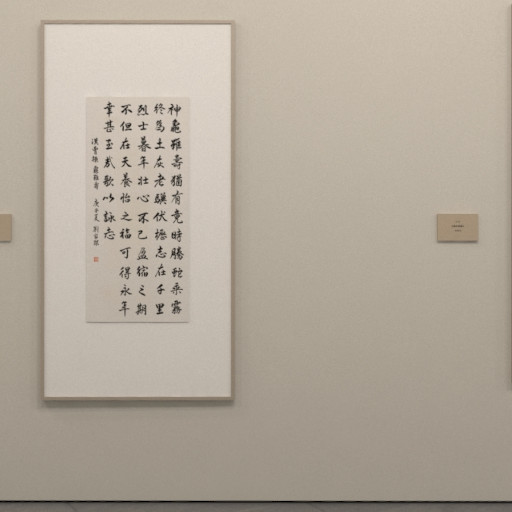 神龜雖壽猶有竟時騰蛇乘霧
終為土灰老驥伏櫪志在千里
烈士暮年壯心不已盈縮之期
不但在天養怡之福可得永年
幸甚至哉歌以詠志
漢曹操龜雖壽